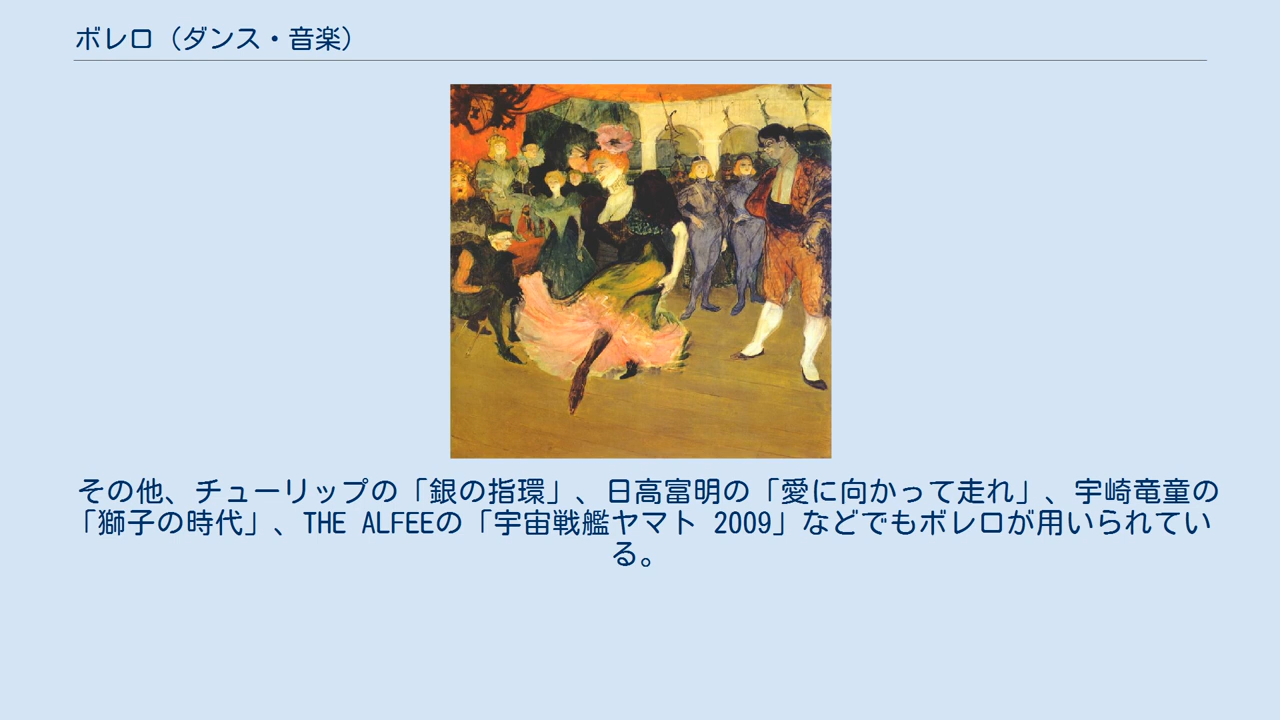 ボレロ（ダンス・音楽）
その他、チューリップの「銀の指環」、日高富明の「愛に向かって走れ」、宇崎竜童の
「獅子の時代」、THE ALFEEの「宇宙戦艦ヤマト 2009」などでもボレロが用いられてい
る。